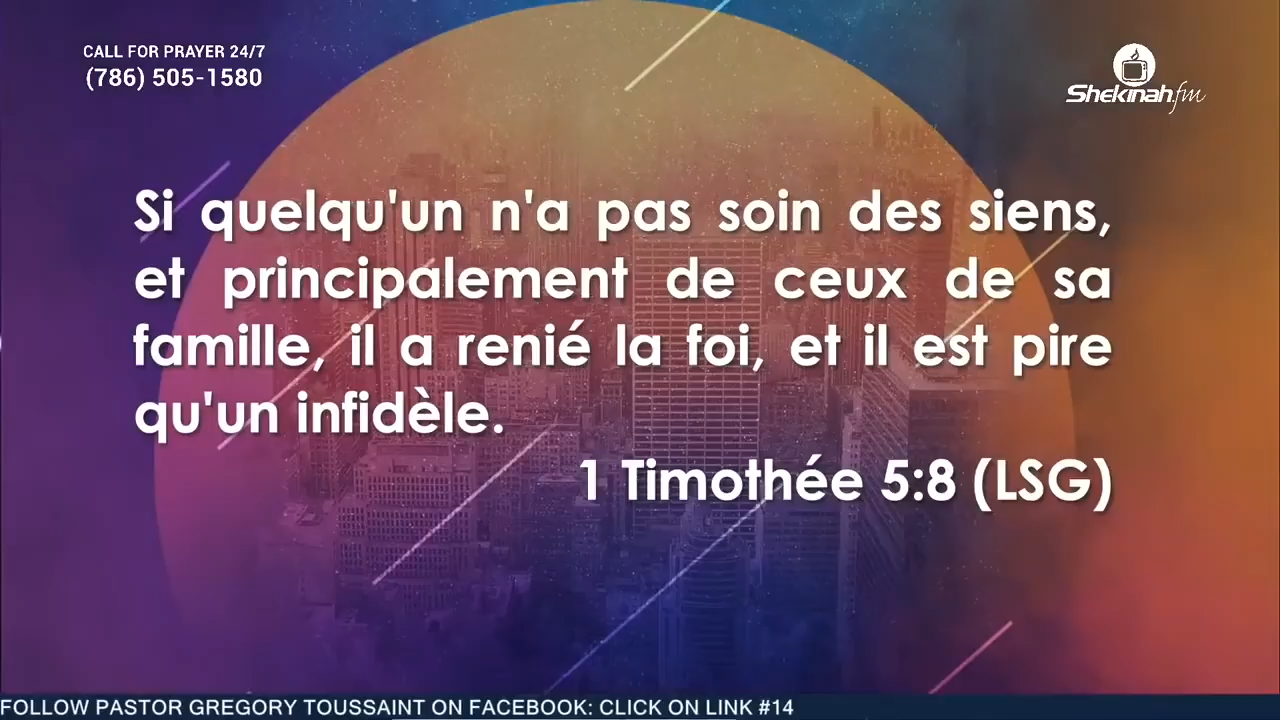 CALL FOR PRAYER 24/7
(786) 505-1580
Shekinah.fm
Si quelqu'un n'a pas soin des siens,
et principalement de ceux de sa
famille, il a renié la foi, et il est pire
qu'un infidèle.
1 Timothée 5:8 (LSG)
FOLLOW PASTOR GREGORY TOUSSAINT ON FACEBOOK: CLICK ON LINK #14